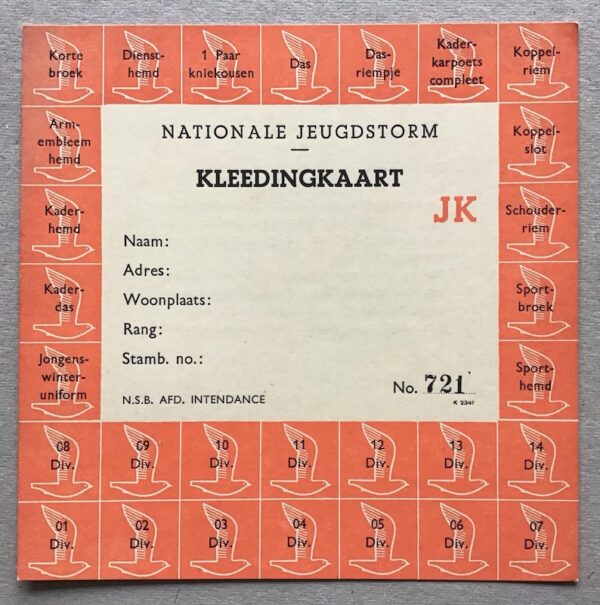 Korte
broek
Dienst-
hemd
1 Paar
kniekousen
Das
Das-
riempje
Kader-
karpoets
compleet
Koppel-
riem
Arm-
embleem
hemd
Koppel-
slot
Kader-
hemd
Schouder-
riem
Kader-
das
Sport-
broek
Jongens-
winter-
uniform
Sport-
hemd
NATIONALE JEUGDSTORM
KLEEDINGKAART
JK
Naam:
Adres:
Woonplaats:
Rang:
Stamb. no.:
No. 721
N.S.B. AFD. INTENDANCE
08
Div.
09
Div.
10
Div.
11
Div.
12
Div.
13
Div.
14
Div.
01
Div.
02
Div.
03
Div.
04
Div.
05
Div.
06
Div.
07
Div.